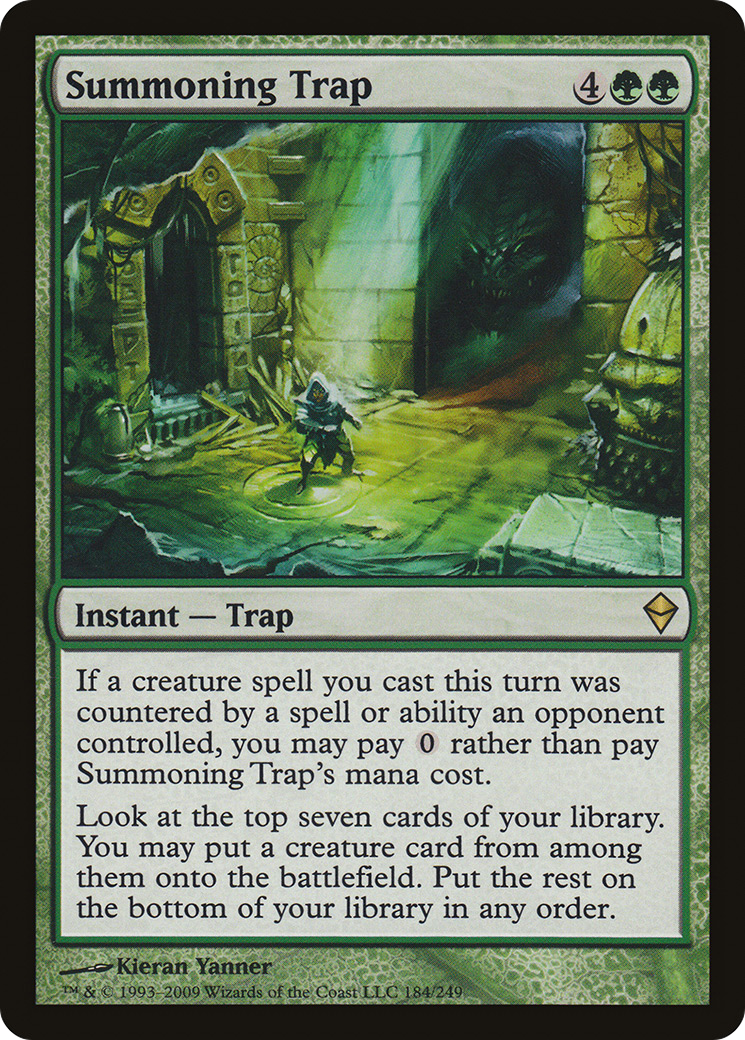 Summoning Trap 4
Instant — Trap
If a creature spell you cast this turn was
countered by a spell or ability an opponent
controlled, you may pay 0 rather than pay
Summoning Trap's mana cost.
Look at the top seven cards of your library.
You may put a creature card from among
them onto the battlefield. Put the rest on
the bottom of your library in any order.
Kieran Yanner
™ & © 1993–2009 Wizards of the Coast LLC 184/249